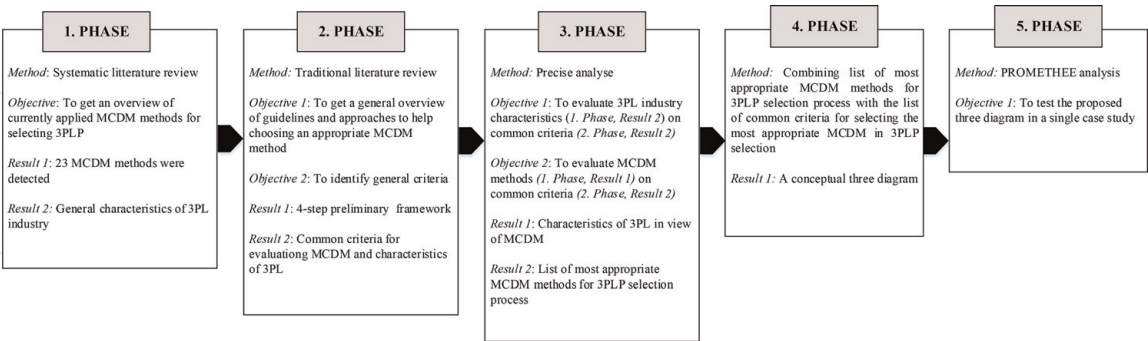 1. PHASE
Method: Systematic litterature review
Objective: To get an overview of
currently applied MCDM methods for
selecting 3PLP
Result 1: 23 MCDM methods were
detected
Result 2: General characteristics of 3PL
industry
2. PHASE
Method: Traditional literature review
Objective 1: To get a general overview
of guidelines and approaches to help
choosing an appropriate MCDM
method
Objective 2: To identify general criteria
Result 1: 4-step preliminary framework
Result 2: Common criteria for
evaluationg MCDM and characteristics
of 3PL
3. PHASE
Method: Precise analyse
Objective 1: To evaluate 3PL industry
characteristics (1. Phase, Result 2) on
common criteria (2. Phase, Result 2)
Objective 2: To evaluate MCDM
methods (1. Phase, Result 1) on
common criteria (2. Phase, Result 2)
Result 1: Characteristics of 3PL in view
of MCDM
Result 2: List of most appropriate
MCDM methods for 3PLP selection
process
4. PHASE
Method: Combining list of most
appropriate MCDM methods for
3PLP selection process with the list
of common criteria for selecting the
most appropriate MCDM in 3PLP
selection
Result 1: A conceptual three diagram
5. PHASE
Method: PROMETHEE analysis
Objective 1: To test the proposed
three diagram in a single case study